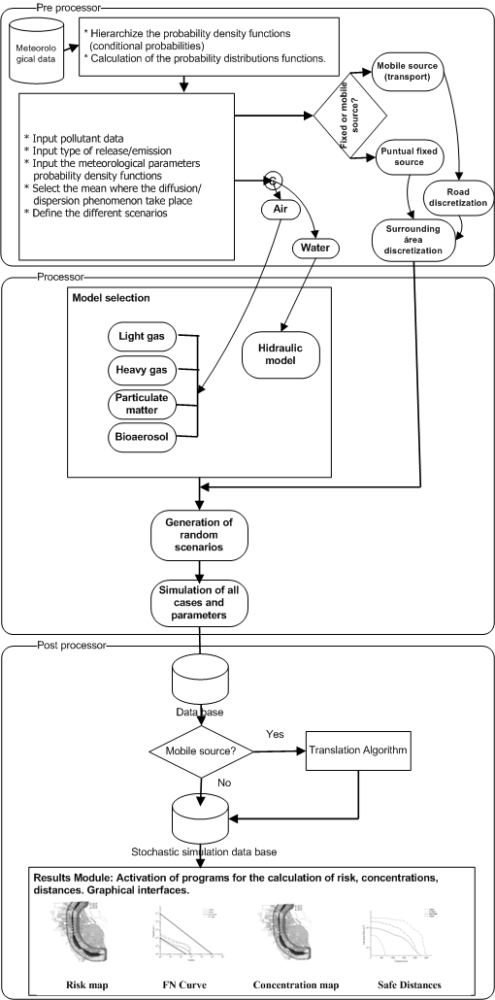 Pre processor
Meteorolo
gical data
* Hierarchize the probability density functions
(conditional probabilities)
* Calculation of the probability distributions functions.
* Input pollutant data
* Input type of release/emission
* Input the meteorological parameters
probability density functions
* Select the mean where the diffusion/
dispersion phenomenon take place
* Define the different scenarios
Fixed or mobile
source?
Mobile source
(transport)
Puntual fixed
source
Road
discretization
Surrounding
área
discretization
Air
Water
Processor
Model selection
Light gas
Heavy gas
Particulate
matter
Bioaerosol
Hidraulic
model
Generation of
random
scenarios
Simulation of all
cases and
parameters
Post processor
Data base
Mobile source?
Yes
Translation Algorithm
No
Stochastic simulation data base
Results Module: Activation of programs for the calculation of risk, concentrations,
distances. Graphical interfaces.
Risk map
FN Curve
Concentration map
Safe Distances